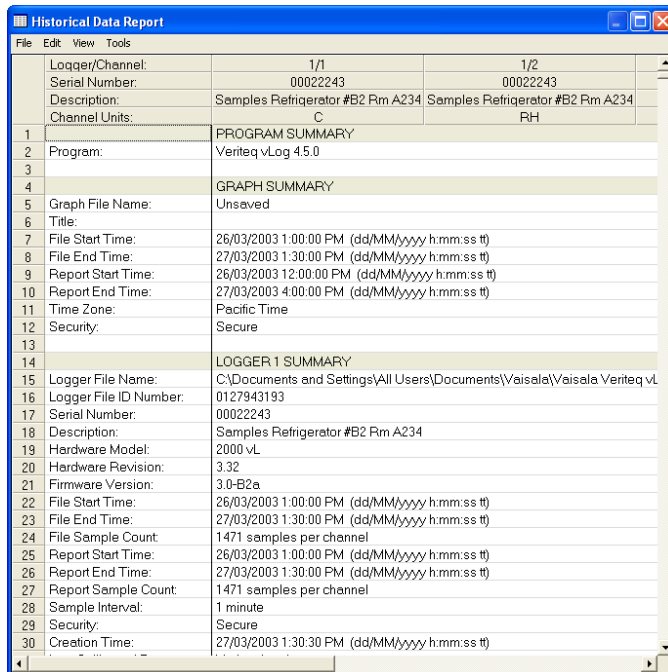 Historical Data Report
File Edit View Tools
Logger/Channel: 1/1 1/2
Serial Number: 00022243 00022243
Description: Samples Refrigerator #B2 Rm A234 Samples Refrigerator #B2 Rm A234
Channel Units: C RH
1 PROGRAM SUMMARY
2 Program: Veriteq vLog 4.5.0
3
4 GRAPH SUMMARY
5 Graph File Name: Unsaved
6 Title:
7 File Start Time: 26/03/2003 1:00:00 PM (dd/MM/yyyy h:mm:ss tt)
8 File End Time: 27/03/2003 1:30:00 PM (dd/MM/yyyy h:mm:ss tt)
9 Report Start Time: 26/03/2003 12:00:00 PM (dd/MM/yyyy h:mm:ss tt)
10 Report End Time: 27/03/2003 4:00:00 PM (dd/MM/yyyy h:mm:ss tt)
11 Time Zone: Pacific Time
12 Security: Secure
13
14 LOGGER 1 SUMMARY
15 Logger File Name: C:\Documents and Settings\All Users\Documents\Vaisala\Vaisala Veriteq vL
16 Logger File ID Number: 0127943193
17 Serial Number: 00022243
18 Description: Samples Refrigerator #B2 Rm A234
19 Hardware Model: 2000 vL
20 Hardware Revision: 3.32
21 Firmware Version: 3.0-B2a
22 File Start Time: 26/03/2003 1:00:00 PM (dd/MM/yyyy h:mm:ss tt)
23 File End Time: 27/03/2003 1:30:00 PM (dd/MM/yyyy h:mm:ss tt)
24 File Sample Count: 1471 samples per channel
25 Report Start Time: 26/03/2003 1:00:00 PM (dd/MM/yyyy h:mm:ss tt)
26 Report End Time: 27/03/2003 1:30:00 PM (dd/MM/yyyy h:mm:ss tt)
27 Report Sample Count: 1471 samples per channel
28 Sample Interval: 1 minute
29 Security: Secure
30 Creation Time: 27/03/2003 1:30:30 PM (dd/MM/yyyy h:mm:ss tt)